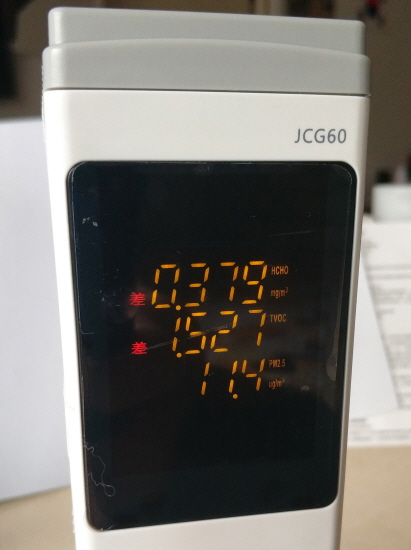 JCG60
差 0.379 HCHO mg/m³
差 1.527 TVOC
11.4 PM2.5 ug/m³